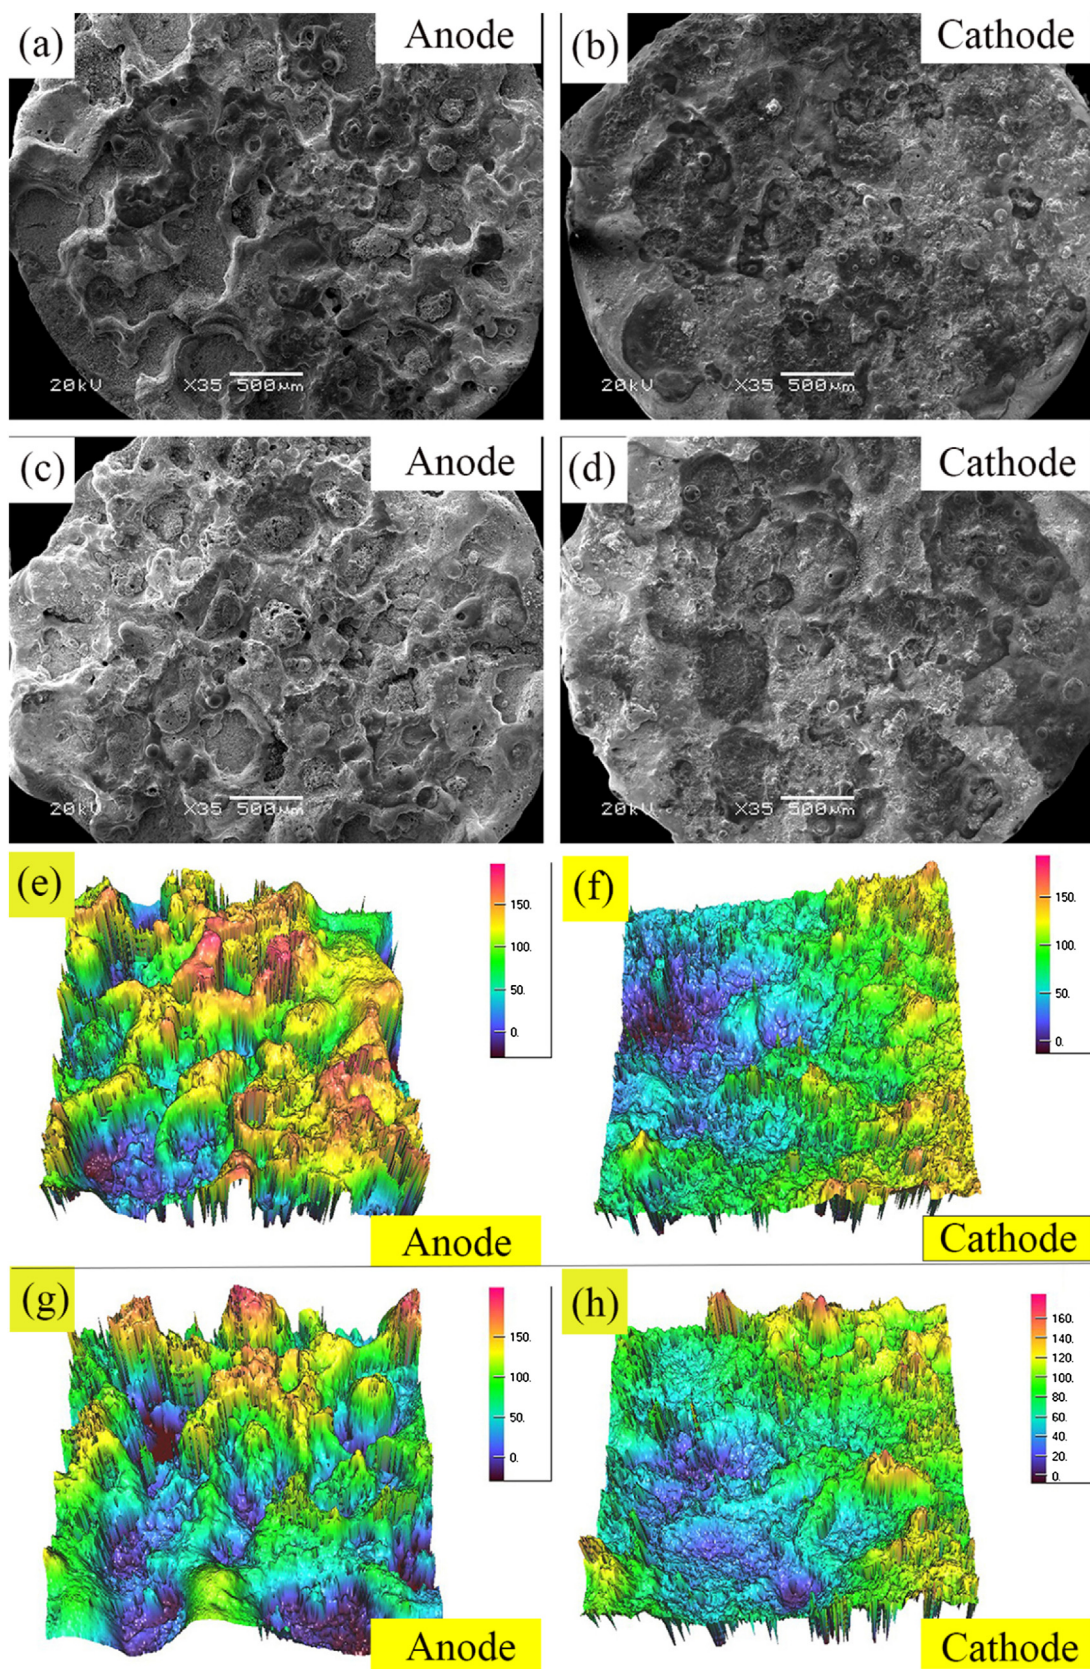 (a) Anode (b) Cathode
20kV X35 500µm 20kV X35 500µm
(c) Anode (d) Cathode
20kV X35 500µm 20kV X35 500µm
(e) (f)
150.
100.
50.
0.
150.
100.
50.
0.
Anode Cathode
(g) (h)
150.
100.
50.
0.
160.
140.
120.
100.
80.
60.
40.
20.
0.
Anode Cathode